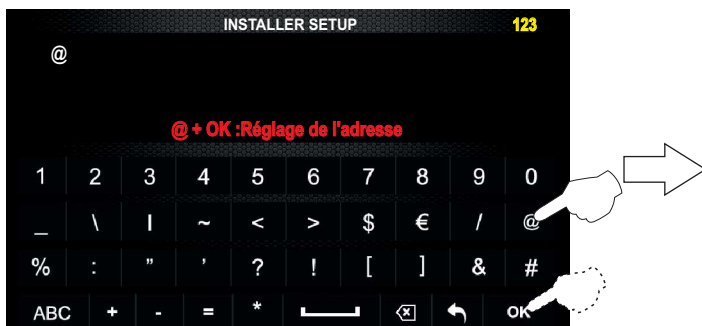 INSTALLER SETUP 123
@
@ + OK :Réglage de l'adresse
1 2 3 4 5 6 7 8 9 0
_ \ | ~ < > $ € / @
% : " ' ? ! [ ] & #
ABC + - = * OK